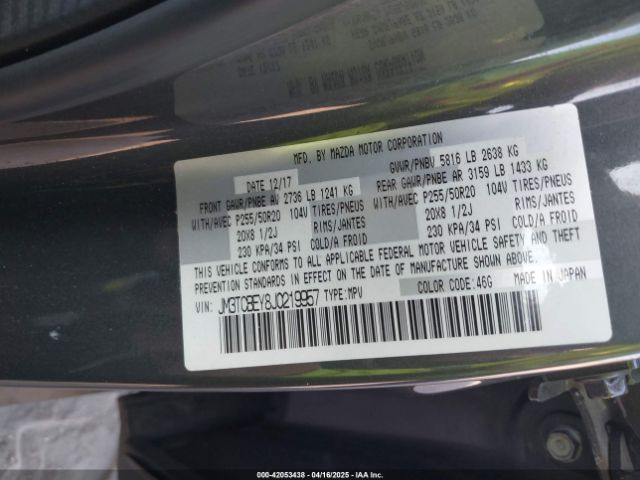 MFD. BY MAZDA MOTOR CORPORATION
DATE 12/17 GVWR/PNBV 5816 LB 2638 KG
FRONT GAWR/PNBE AV 2736 LB 1241 KG REAR GAWR/PNBE AR 3159 LB 1433 KG
WITH/AVEC P255/50R20 104V TIRES/PNEUS WITH/AVEC P255/50R20 104V TIRES/PNEUS
20X8 1/2J RIMS/JANTES 20X8 1/2J RIMS/JANTES
230 KPA/34 PSI COLD/A FROID 230 KPA/34 PSI COLD/A FROID
THIS VEHICLE CONFORMS TO ALL APPLICABLE FEDERAL MOTOR VEHICLE SAFETY AND THEFT
PREVENTION STANDARDS IN EFFECT ON THE DATE OF MANUFACTURE SHOWN ABOVE.
VIN: JM3TCBEY8J0219957 TYPE:MPV COLOR CODE:46G MADE IN JAPAN
000-42053438 - 04/16/2025 - IAA, Inc.